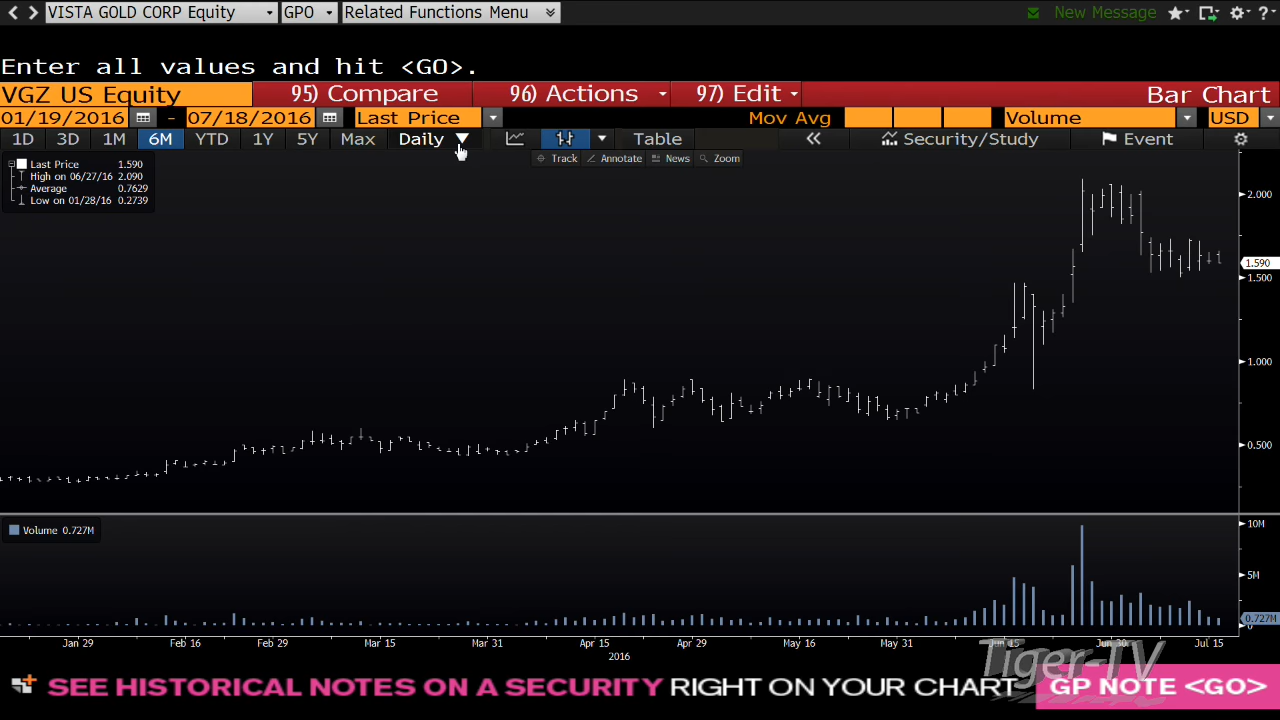 VISTA GOLD CORP Equity GPO Related Functions Menu New Message ?
Enter all values and hit <GO>.
VGZ US Equity 95) Compare 96) Actions 97) Edit Bar Chart
01/19/2016 - 07/18/2016 Last Price Mov Avg Volume USD
1D 3D 1M 6M YTD 1Y 5Y Max Daily Table Security/Study Event
Track Annotate News Zoom
Last Price 1.590
High on 06/27/16 2.090
Average 0.7629
Low on 01/28/16 0.2739
2.000
1.590
1.500
1.000
0.500
Volume 0.727M
10M
5M
0.727M
0
Jan 29 Feb 16 Feb 29 Mar 15 Mar 31 Apr 15 Apr 29 May 16 May 31 Jun 15 Jun 30 Jul 15
2016
Tiger-TV
SEE HISTORICAL NOTES ON A SECURITY RIGHT ON YOUR CHART GP NOTE <GO>